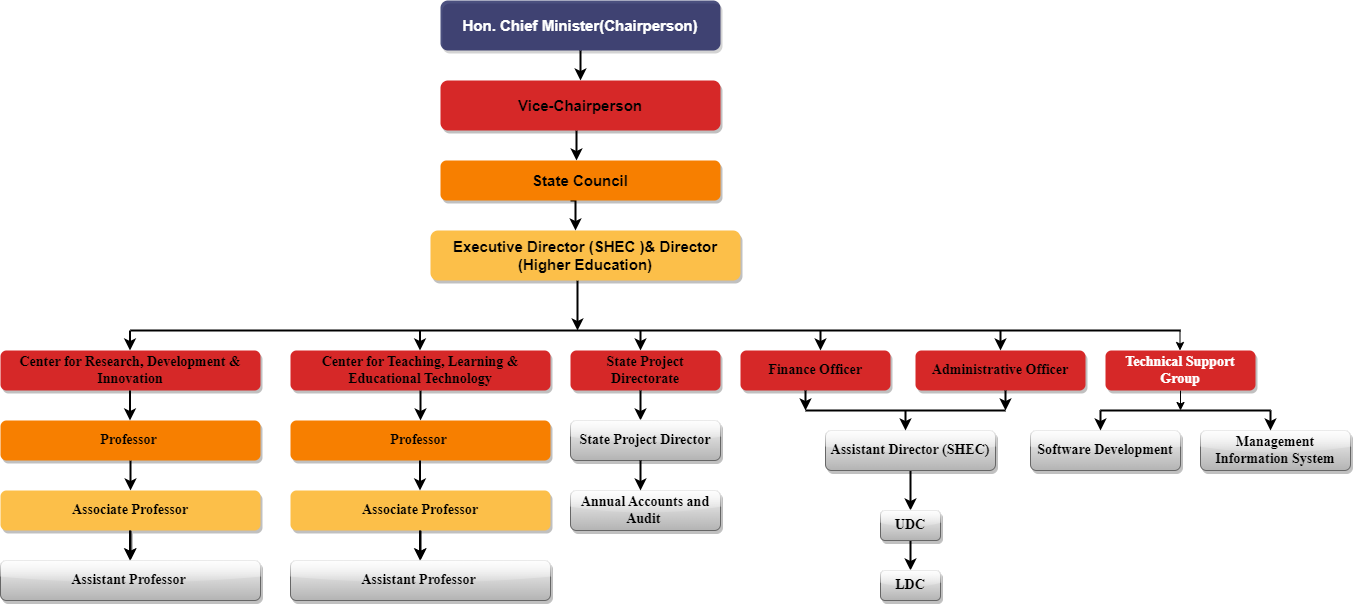 Hon. Chief Minister(Chairperson)
Vice-Chairperson
State Council
Executive Director (SHEC )& Director
(Higher Education)
Center for Research, Development &
Innovation
Center for Teaching, Learning &
Educational Technology
State Project
Directorate
Finance Officer
Administrative Officer
Technical Support
Group
Professor
Professor
State Project Director
Assistant Director (SHEC)
Software Development
Management
Information System
Associate Professor
Associate Professor
Annual Accounts and
Audit
UDC
Assistant Professor
Assistant Professor
LDC